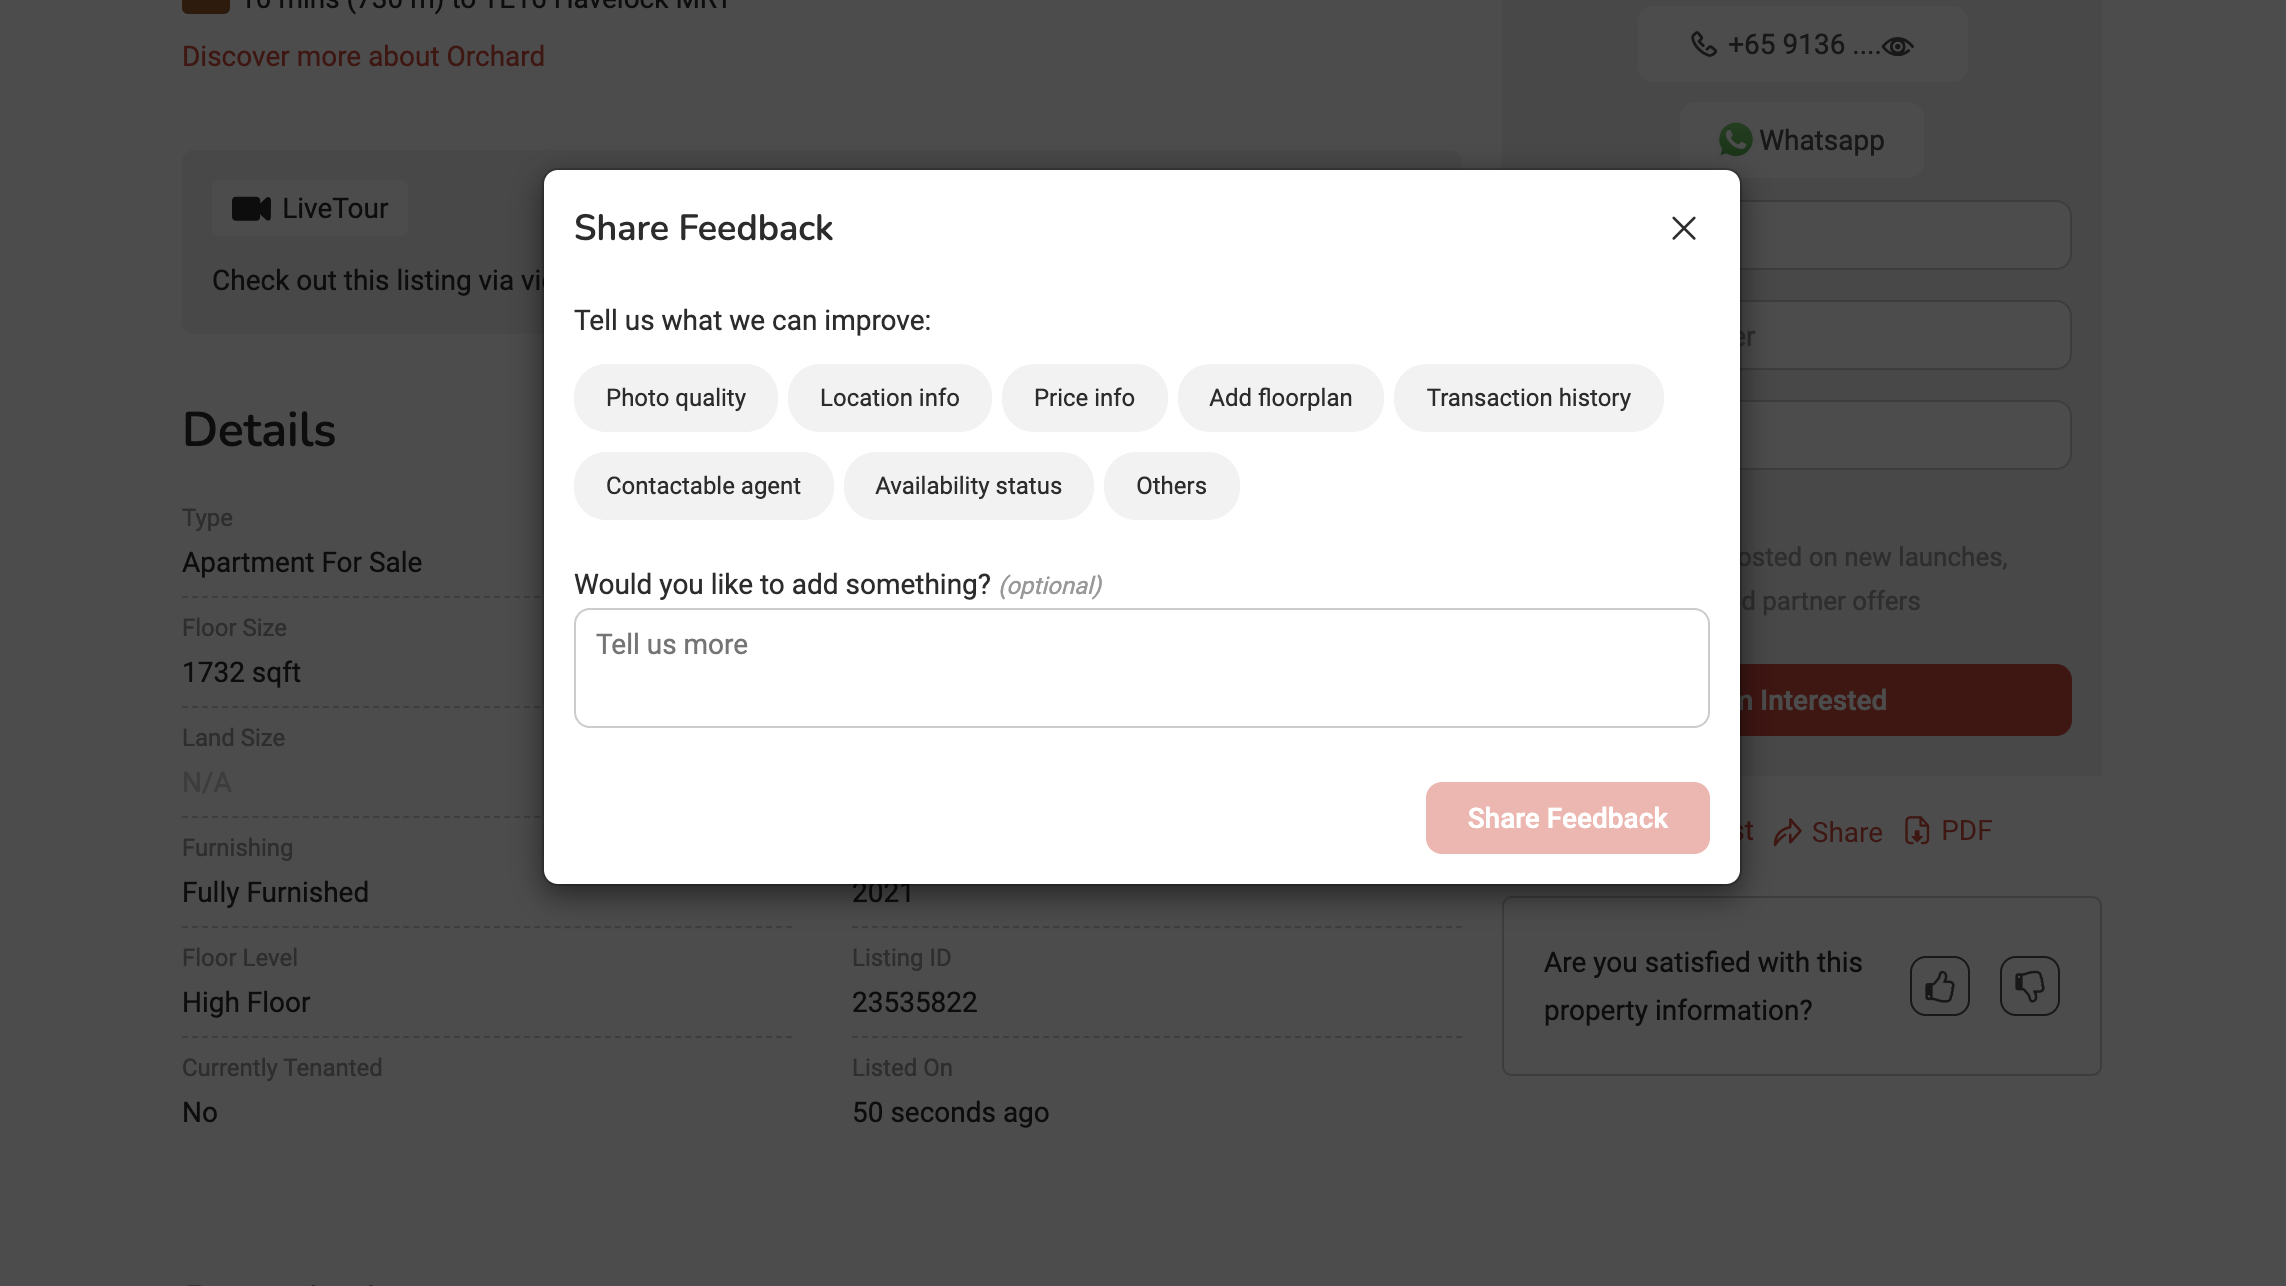 10 mins (730 m) to TE16 Havelock MRT
Discover more about Orchard
+65 9136 ....
Whatsapp
LiveTour
Check out this listing via
Share Feedback
Tell us what we can improve:
Photo quality
Location info
Price info
Add floorplan
Transaction history
Contactable agent
Availability status
Others
Would you like to add something? (optional)
Tell us more
Share Feedback
Details
Type
Apartment For Sale
Floor Size
1732 sqft
Land Size
N/A
Furnishing
Fully Furnished
2021
Floor Level
High Floor
Listing ID
23535822
Currently Tenanted
No
Listed On
50 seconds ago
on new launches,
partner offers
Interested
Share
PDF
Are you satisfied with this
property information?